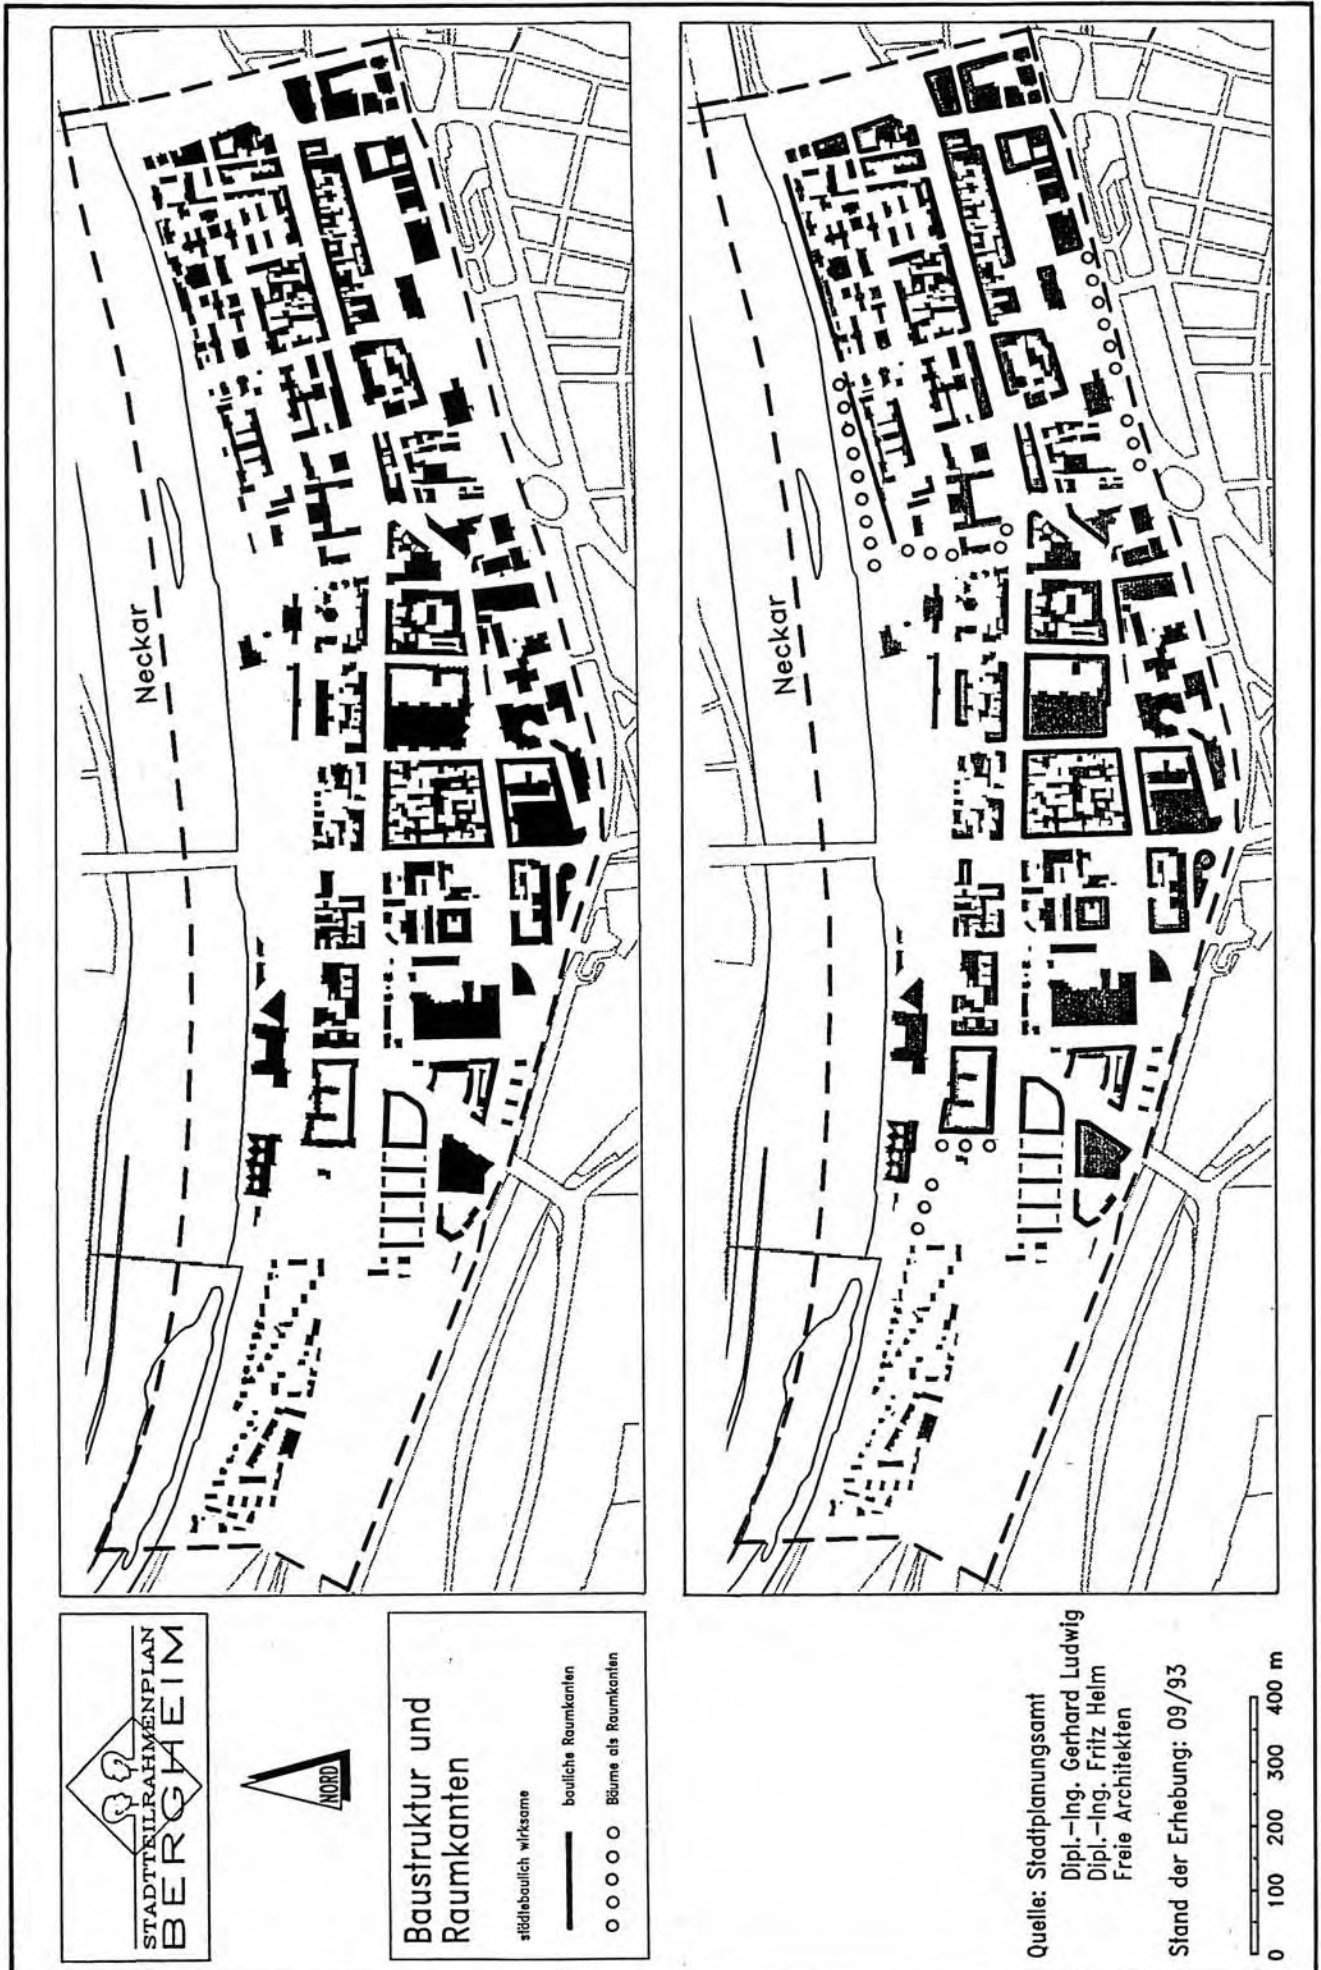 Neckar
Neckar
STADTTEILRAHMENPLAN
BERGHEIM
NORD
Baustruktur und
Raumkanten
städtebaulich wirksame
bauliche Raumkanten
Bäume als Raumkanten
Quelle: Stadtplanungsamt
Dipl.-Ing. Gerhard Ludwig
Dipl.-Ing. Fritz Helm
Freie Architekten
Stand der Erhebung: 09/93
0 100 200 300 400 m